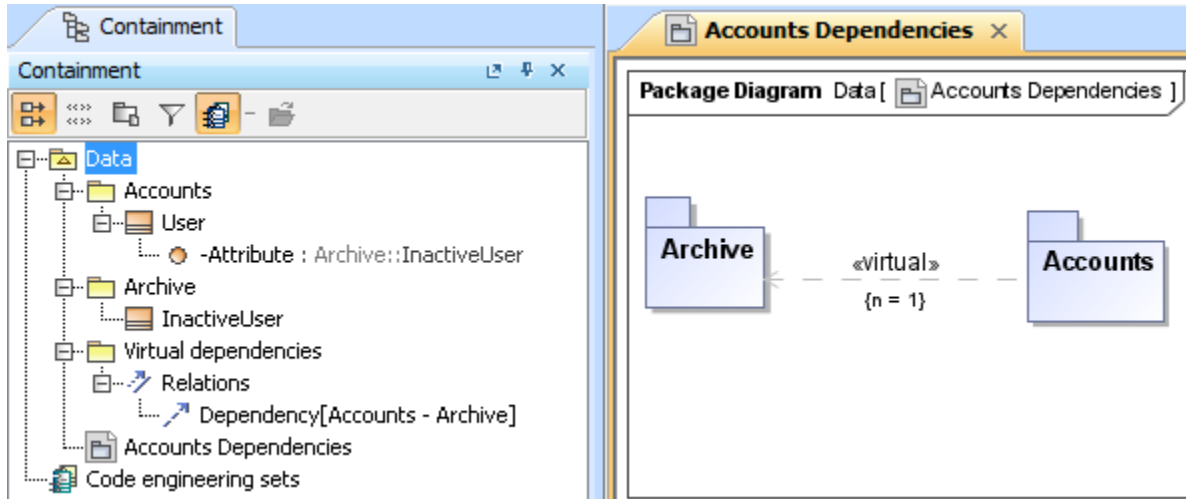 Containment
Containment
Data
Accounts
User
-Attribute : Archive::InactiveUser
Archive
InactiveUser
Virtual dependencies
Relations
Dependency[Accounts - Archive]
Accounts Dependencies
Code engineering sets
Accounts Dependencies
Package Diagram Data [ Accounts Dependencies ]
Archive
«virtual»
{n = 1}
Accounts